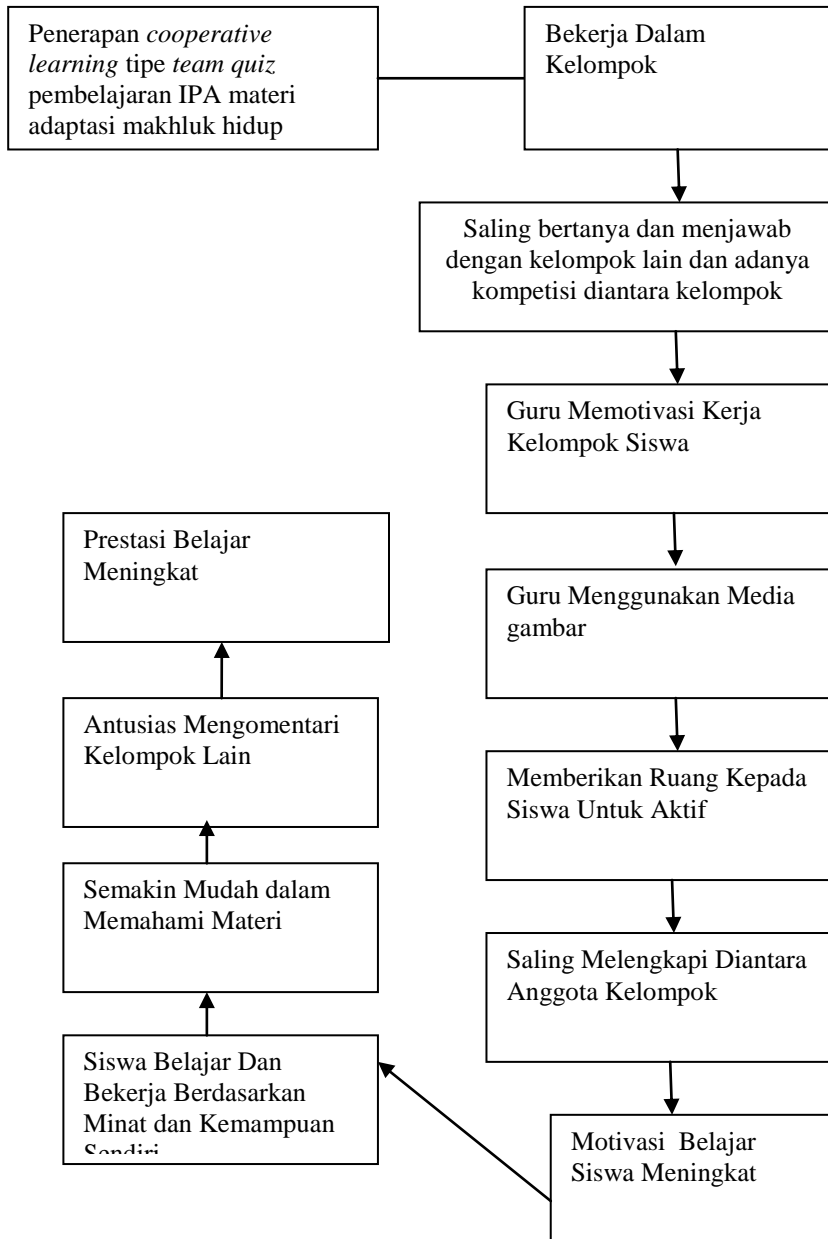 Penerapan cooperative
learning tipe team quiz
pembelajaran IPA materi
adaptasi makhluk hidup
Bekerja Dalam
Kelompok
Saling bertanya dan menjawab
dengan kelompok lain dan adanya
kompetisi diantara kelompok
Guru Memotivasi Kerja
Kelompok Siswa
Guru Menggunakan Media
gambar
Memberikan Ruang Kepada
Siswa Untuk Aktif
Saling Melengkapi Diantara
Anggota Kelompok
Motivasi Belajar
Siswa Meningkat
Siswa Belajar Dan
Bekerja Berdasarkan
Minat dan Kemampuan
Sendiri
Semakin Mudah dalam
Memahami Materi
Antusias Mengomentari
Kelompok Lain
Prestasi Belajar
Meningkat